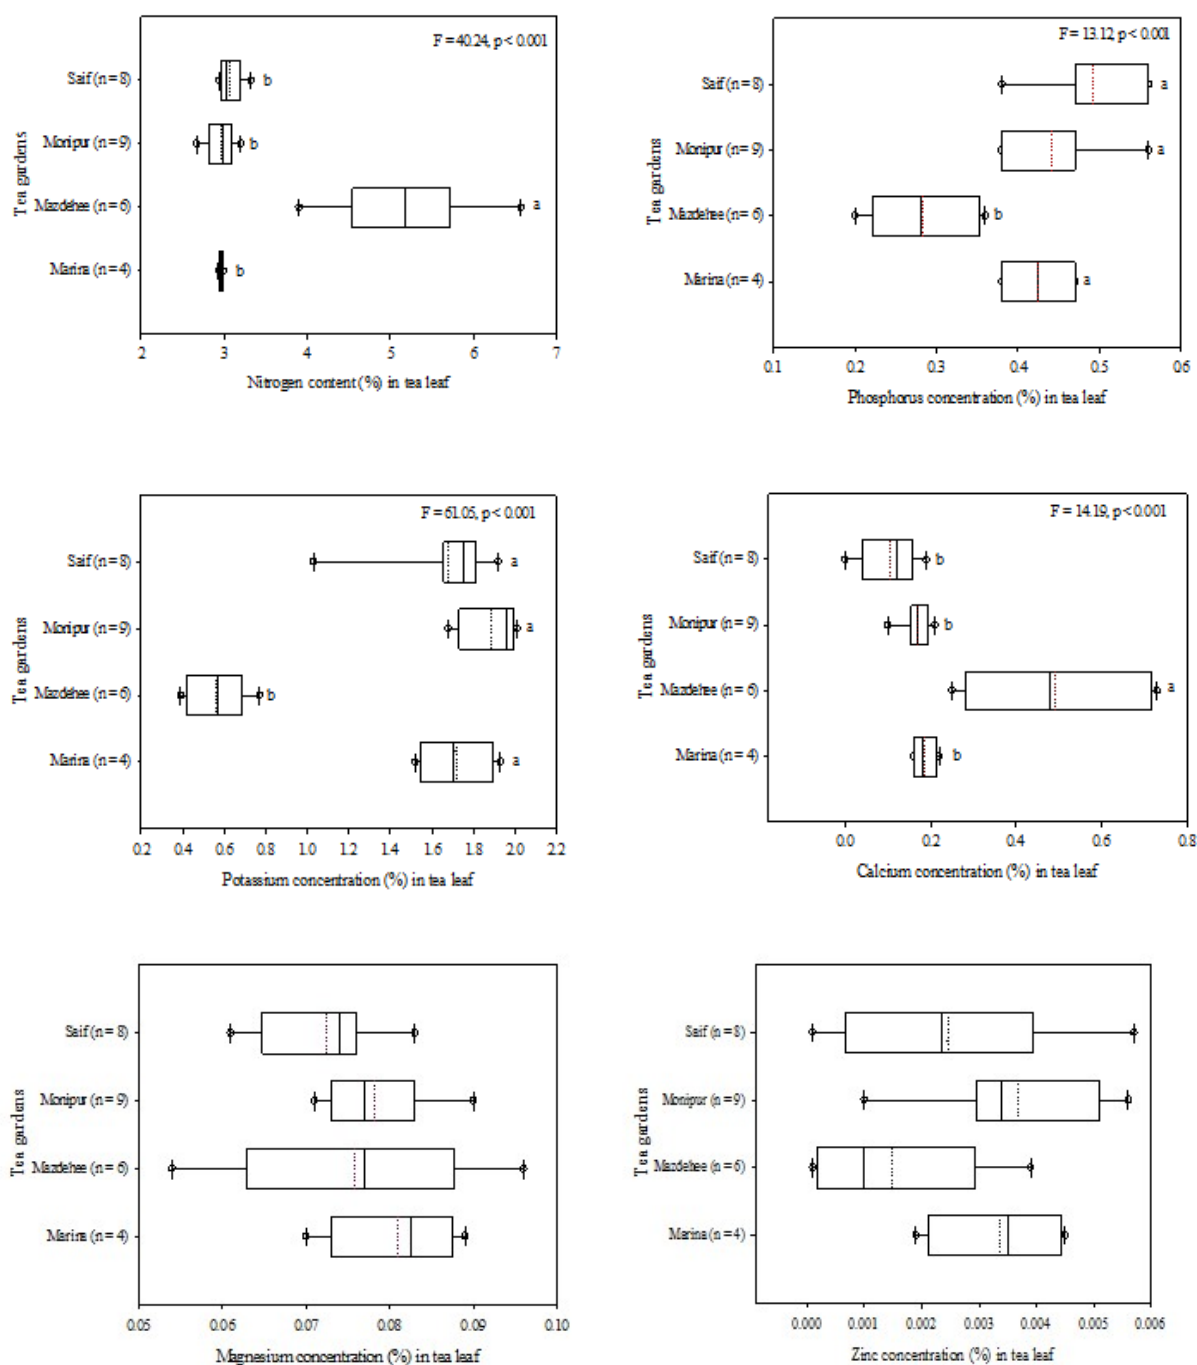 F = 40.24, p < 0.001
Saif (n = 8)
b
Monipur (n = 9)
b
Mazdehee (n = 6)
a
Marina (n = 4)
b
Tea gardens
2 3 4 5 6 7
Nitrogen content (%) in tea leaf
F = 13.12 p < 0.001
Saif (n = 8)
a
Monipur (n = 9)
a
Mazdehee (n = 6)
b
Marina (n = 4)
a
Tea gardens
0.1 0.2 0.3 0.4 0.5 0.6
Phosphorus concentration (%) in tea leaf
F = 61.05, p < 0.001
Saif (n = 8)
a
Monipur (n = 9)
a
Mazdehee (n = 6)
b
Marina (n = 4)
a
Tea gardens
0.2 0.4 0.6 0.8 1.0 1.2 1.4 1.6 1.8 2.0 2.2
Potassium concentration (%) in tea leaf
F = 14.19, p < 0.001
Saif (n = 8)
b
Monipur (n = 9)
b
Mazdehee (n = 6)
a
Marina (n = 4)
b
Tea gardens
0.0 0.2 0.4 0.6 0.8
Calcium concentration (%) in tea leaf
Saif (n = 8)
Monipur (n = 9)
Mazdehee (n = 6)
Marina (n = 4)
Tea gardens
0.05 0.06 0.07 0.08 0.09 0.10
Magnesium concentration (%) in tea leaf
Saif (n = 8)
Monipur (n = 9)
Mazdehee (n = 6)
Marina (n = 4)
Tea gardens
0.000 0.001 0.002 0.003 0.004 0.005 0.006
Zinc concentration (%) in tea leaf